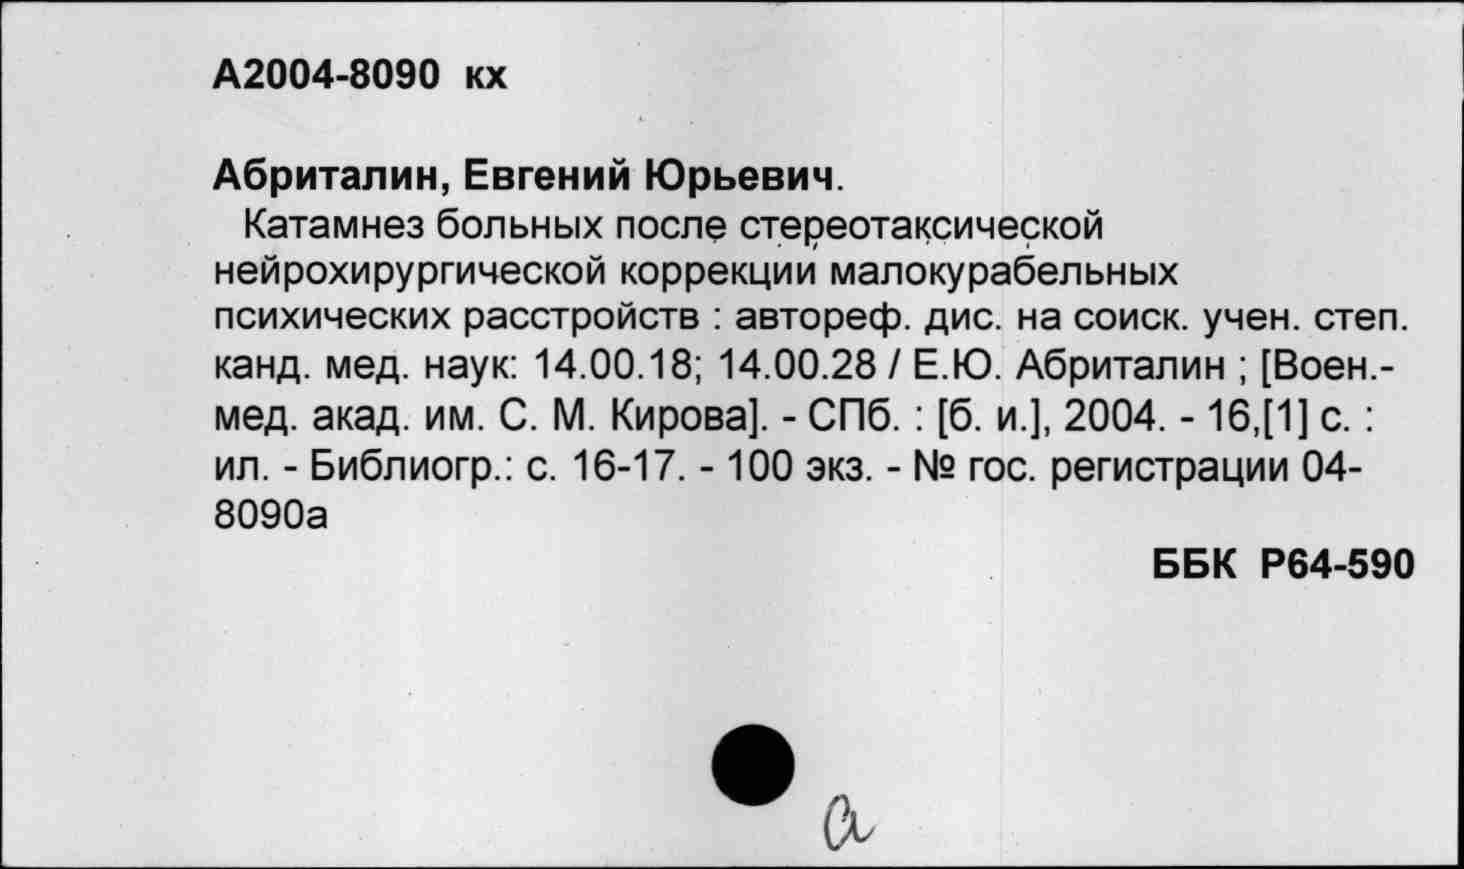 А2004-8090 кх
Абриталин, Евгений Юрьевич.
Катамнез больных после стереотаксической
нейрохирургической коррекции малокурабельных
психических расстройств : автореф. дис. на соиск. учен. степ.
канд. мед. наук: 14.00.18; 14.00.28 / Е.Ю. Абриталин ; [Воен.-
мед. акад. им. С. М. Кирова]. - СПб. : [б. и.], 2004. - 16,[1] с. :
ил. - Библиогр.: с. 16-17. - 100 экз. - № гос. регистрации 04-
8090а
ББК Р64-590
а